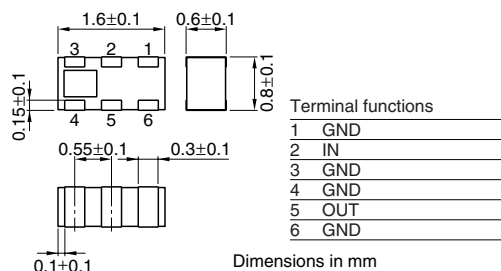 1.6±0.1
0.6±0.1
3 2 1
0.15±0.1
0.8±0.1
4 5 6
0.55±0.1
0.3±0.1
0.1±0.1
Terminal functions
1 GND
2 IN
3 GND
4 GND
5 OUT
6 GND
Dimensions in mm